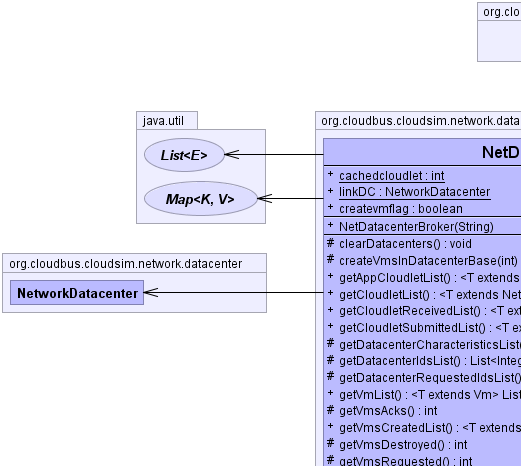 org.clo
java.util
List<E>
Map<K, V>
org.cloudbus.cloudsim.network.datacenter
NetworkDatacenter
org.cloudbus.cloudsim.network.data
NetD
+ cachedcloudlet : int
+ linkDC : NetworkDatacenter
+ createvmflag : boolean
+ NetDatacenterBroker(String)
# clearDatacenters() : void
# createVmsInDatacenterBase(int)
+ getAppCloudletList() : <T extends
+ getCloudletList() : <T extends Net
+ getCloudletReceivedList() : <T ext
+ getCloudletSubmittedList() : <T ex
# getDatacenterCharacteristicsList(
# getDatacenterIdsList() : List<Integ
# getDatacenterRequestedIdsList()
+ getVmList() : <T extends Vm> List
# getVmsAcks() : int
+ getVmsCreatedList() : <T extends
# getVmsDestroyed() : int
# getVmsRequested() : int